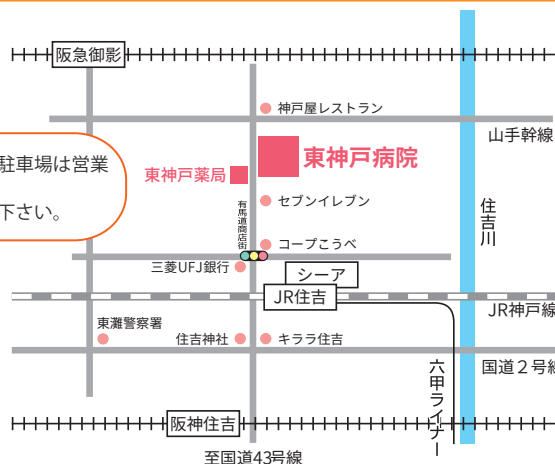 阪急御影
神戸屋レストラン
山手幹線
駐車場は営業
下さい。
東神戸病院
東神戸薬局
セブンイレブン
有馬道商店街
住吉川
コープこうべ
三菱UFJ銀行
シーア
JR住吉
JR神戸線
東灘警察署
住吉神社
キララ住吉
国道2号線
六甲ライナー
阪神住吉
至国道43号線